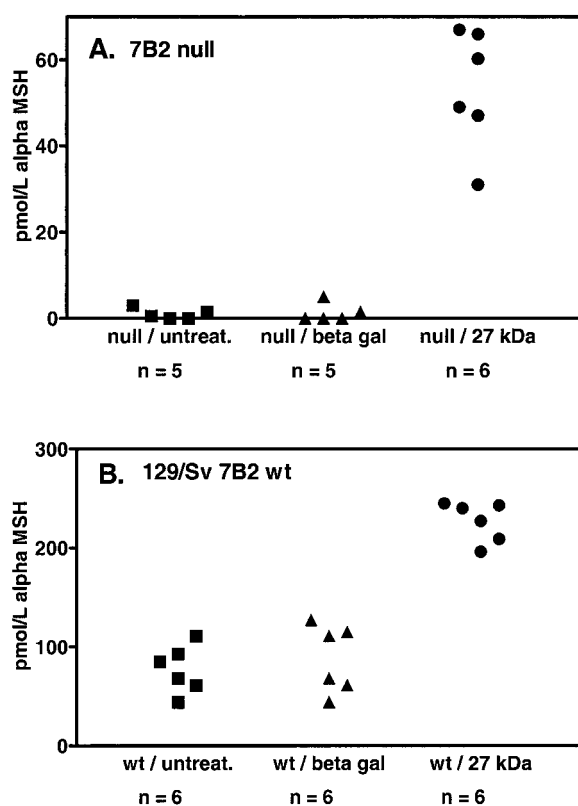 A. 7B2 null
pmol/L alpha MSH
60
40
20
0
null / untreat. null / beta gal null / 27 kDa
n = 5 n = 5 n = 6
B. 129/Sv 7B2 wt
pmol/L alpha MSH
300
200
100
0
wt / untreat. wt / beta gal wt / 27 kDa
n = 6 n = 6 n = 6